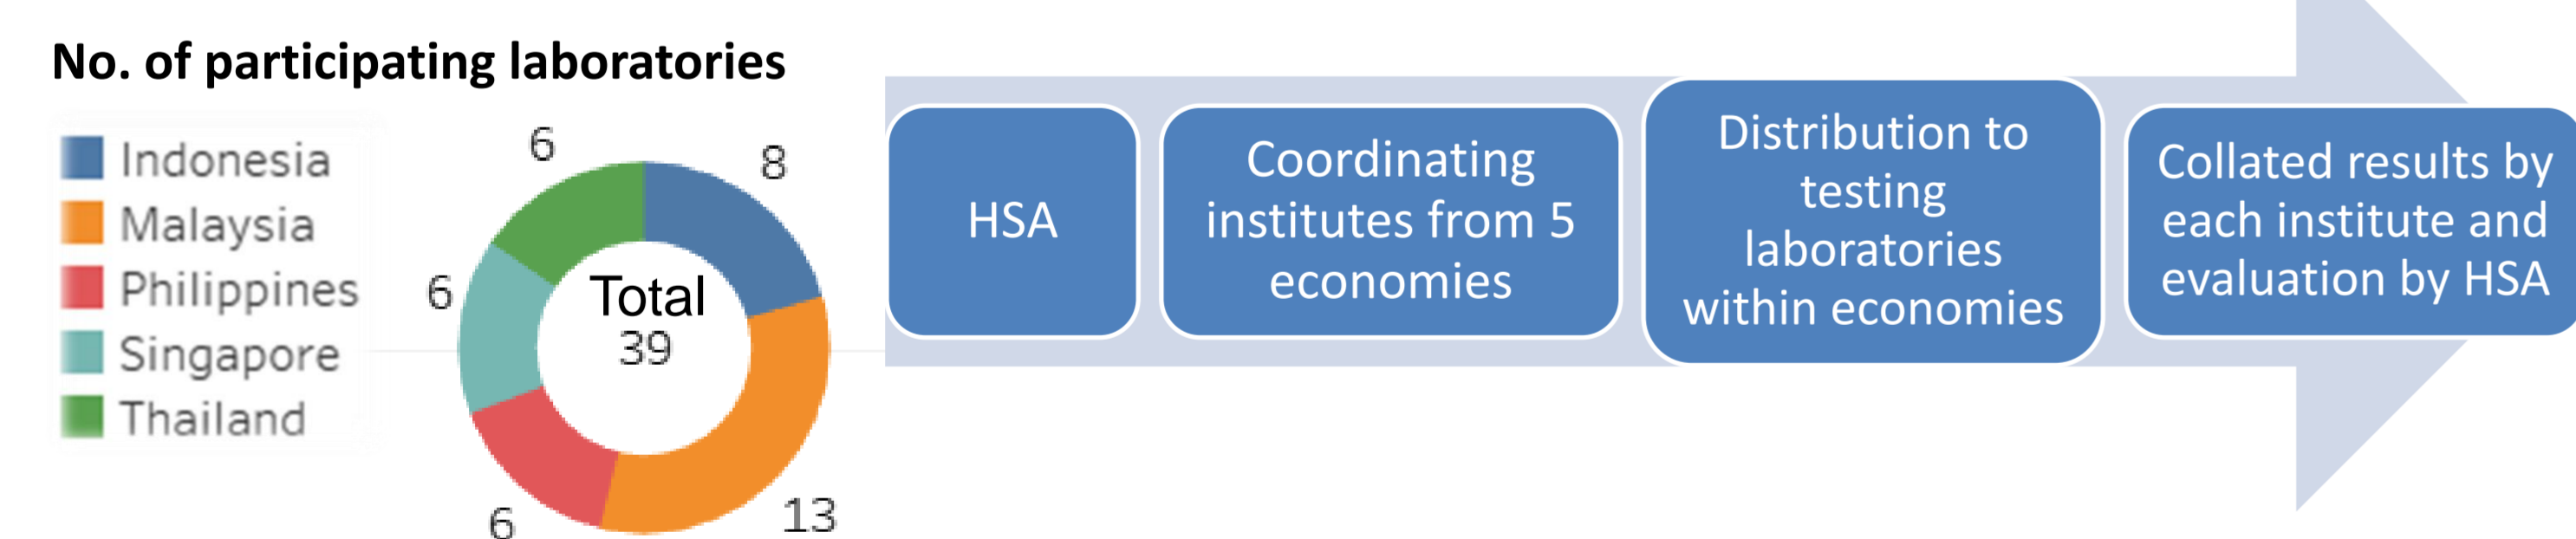 No. of participating laboratories
Indonesia
Malaysia
Philippines
Singapore
Thailand
6
8
6
Total
39
6
13
HSA
Coordinating
institutes from 5
economies
Distribution to
testing
laboratories
within economies
Collated results by
each institute and
evaluation by HSA